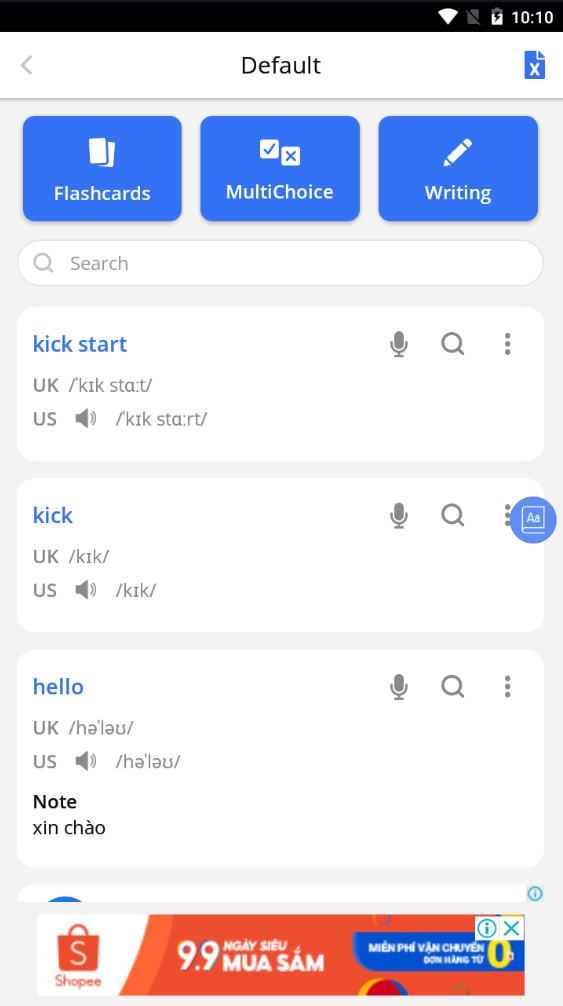 10:10
Default
X
Flashcards
MultiChoice
Writing
Search
kick start
UK /ˈkɪk stɑːt/
US /ˈkɪk stɑːrt/
kick
Aa
UK /kɪk/
US /kɪk/
hello
UK /həˈləʊ/
US /həˈləʊ/
Note
xin chào
S
Shopee
9.9 NGÀY SIÊU
MUA SẮM
MIỄN PHÍ VẬN CHUYỂN
ĐƠN HÀNG TỪ 0Đ